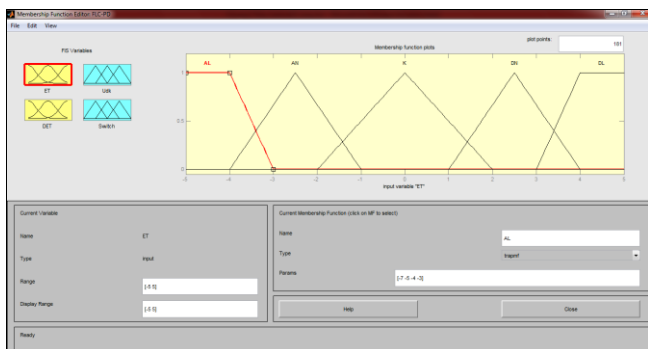 Membership Function Editor: FLC-PD
File Edit View
FIS Variables
ET
Udk
DET
Switch
Membership function plots
plot points:
181
AL AN K DN DL
1
0.5
0
-5 -4 -3 -2 -1 0 1 2 3 4 5
input variable "ET"
Current Variable
Name ET
Type input
Range [-5 5]
Display Range [-5 5]
Current Membership Function (click on MF to select)
Name AL
Type trapmf
Params [-7 -5 -4 -3]
Help Close
Ready